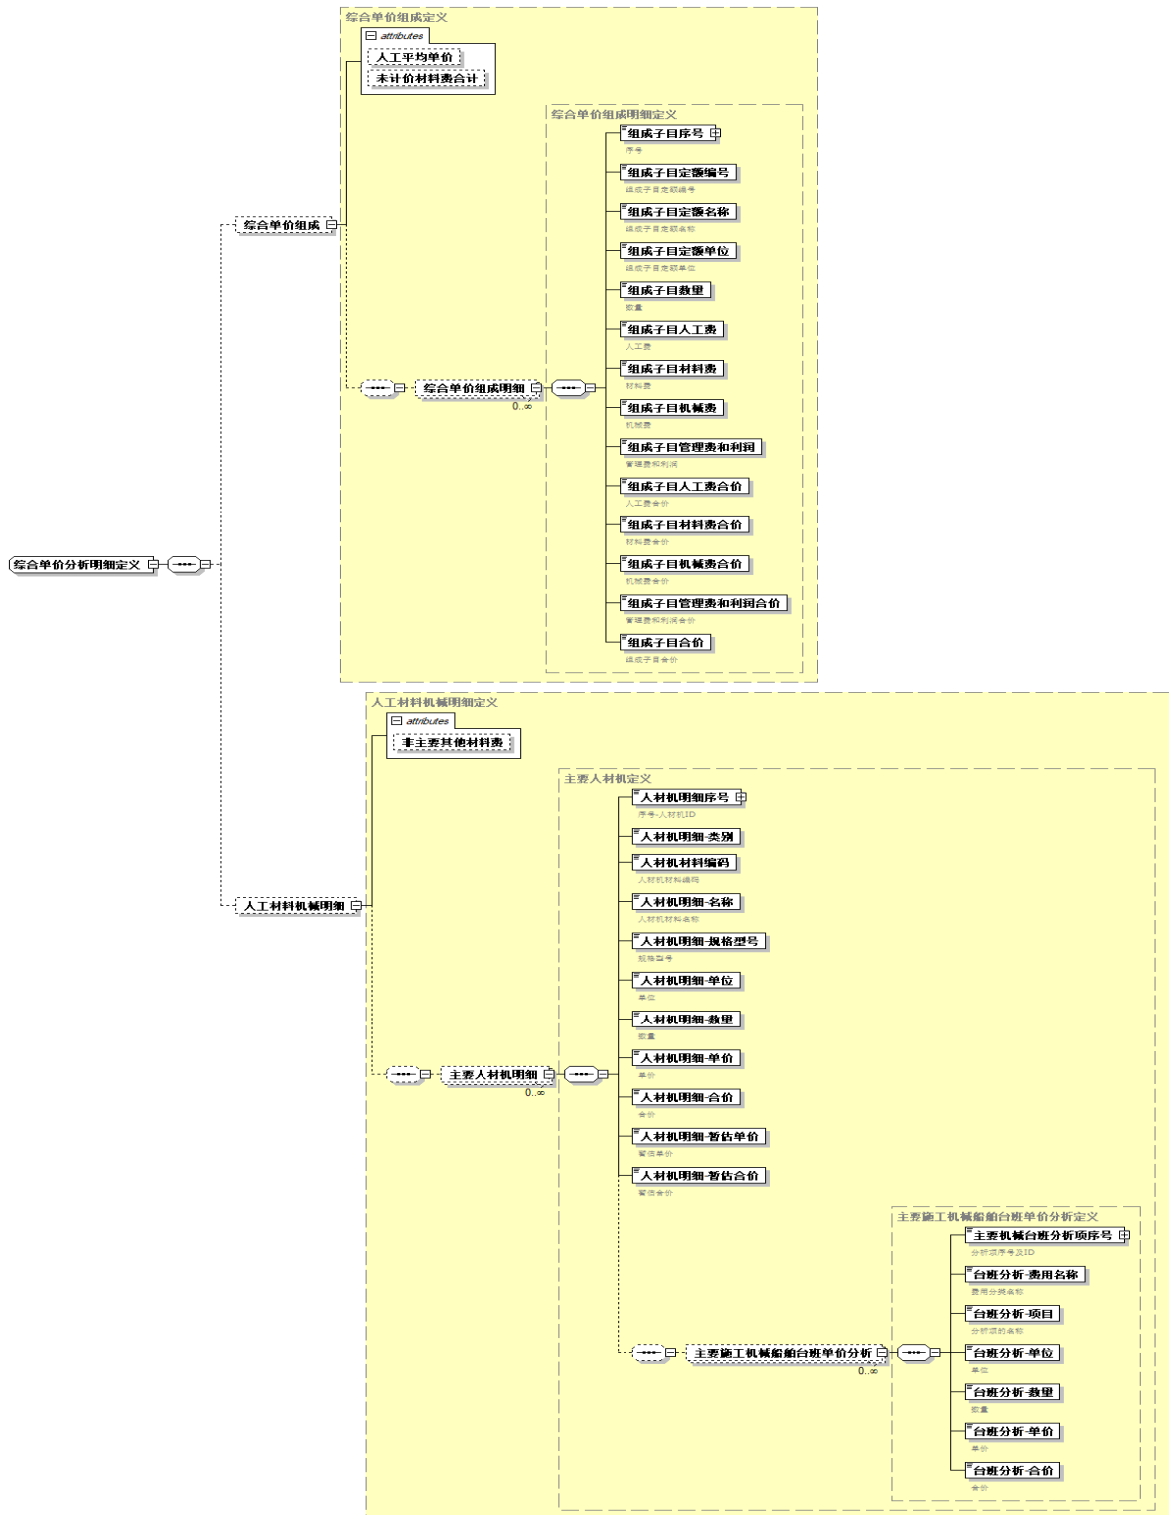 综合单价组成定义
attributes
人工平均单价
未计价材料费合计
综合单价组成明细定义
组成子目序号
序号
组成子目定额编号
组成子目定额编号
组成子目定额名称
组成子目定额名称
综合单价组成
组成子目定额单位
组成子目定额单位
组成子目数量
数量
组成子目人工费
人工费
组成子目材料费
材料费
综合单价组成明细
0..∞
组成子目机械费
机械费
组成子目管理费和利润
管理费和利润
组成子目人工费合价
人工费合价
组成子目材料费合价
材料费合价
综合单价分析明细定义
组成子目机械费合价
机械费合价
组成子目管理费和利润合价
管理费和利润合价
组成子目合价
组成子目合价
人工材料机械明细定义
attributes
非主要其他材料费
主要人材机定义
人材机明细序号
序号-人材机ID
人材机明细-类别
人材机材料编码
人材机材料编码
人工材料机械明细
人材机明细-名称
人材机材料名称
人材机明细-规格型号
规格型号
人材机明细-单位
单位
人材机明细-数量
数量
人材机明细-单价
单价
主要人材机明细
0..∞
人材机明细-合价
合价
人材机明细-暂估单价
暂估单价
人材机明细-暂估合价
暂估合价
主要施工机械船舶台班单价分析定义
主要机械台班分析项序号
分析项序号及ID
台班分析-费用名称
费用分类名称
台班分析-项目
分析项的名称
主要施工机械船舶台班单价分析
0..∞
台班分析-单位
单位
台班分析-数量
数量
台班分析-单价
单价
台班分析-合价
合价